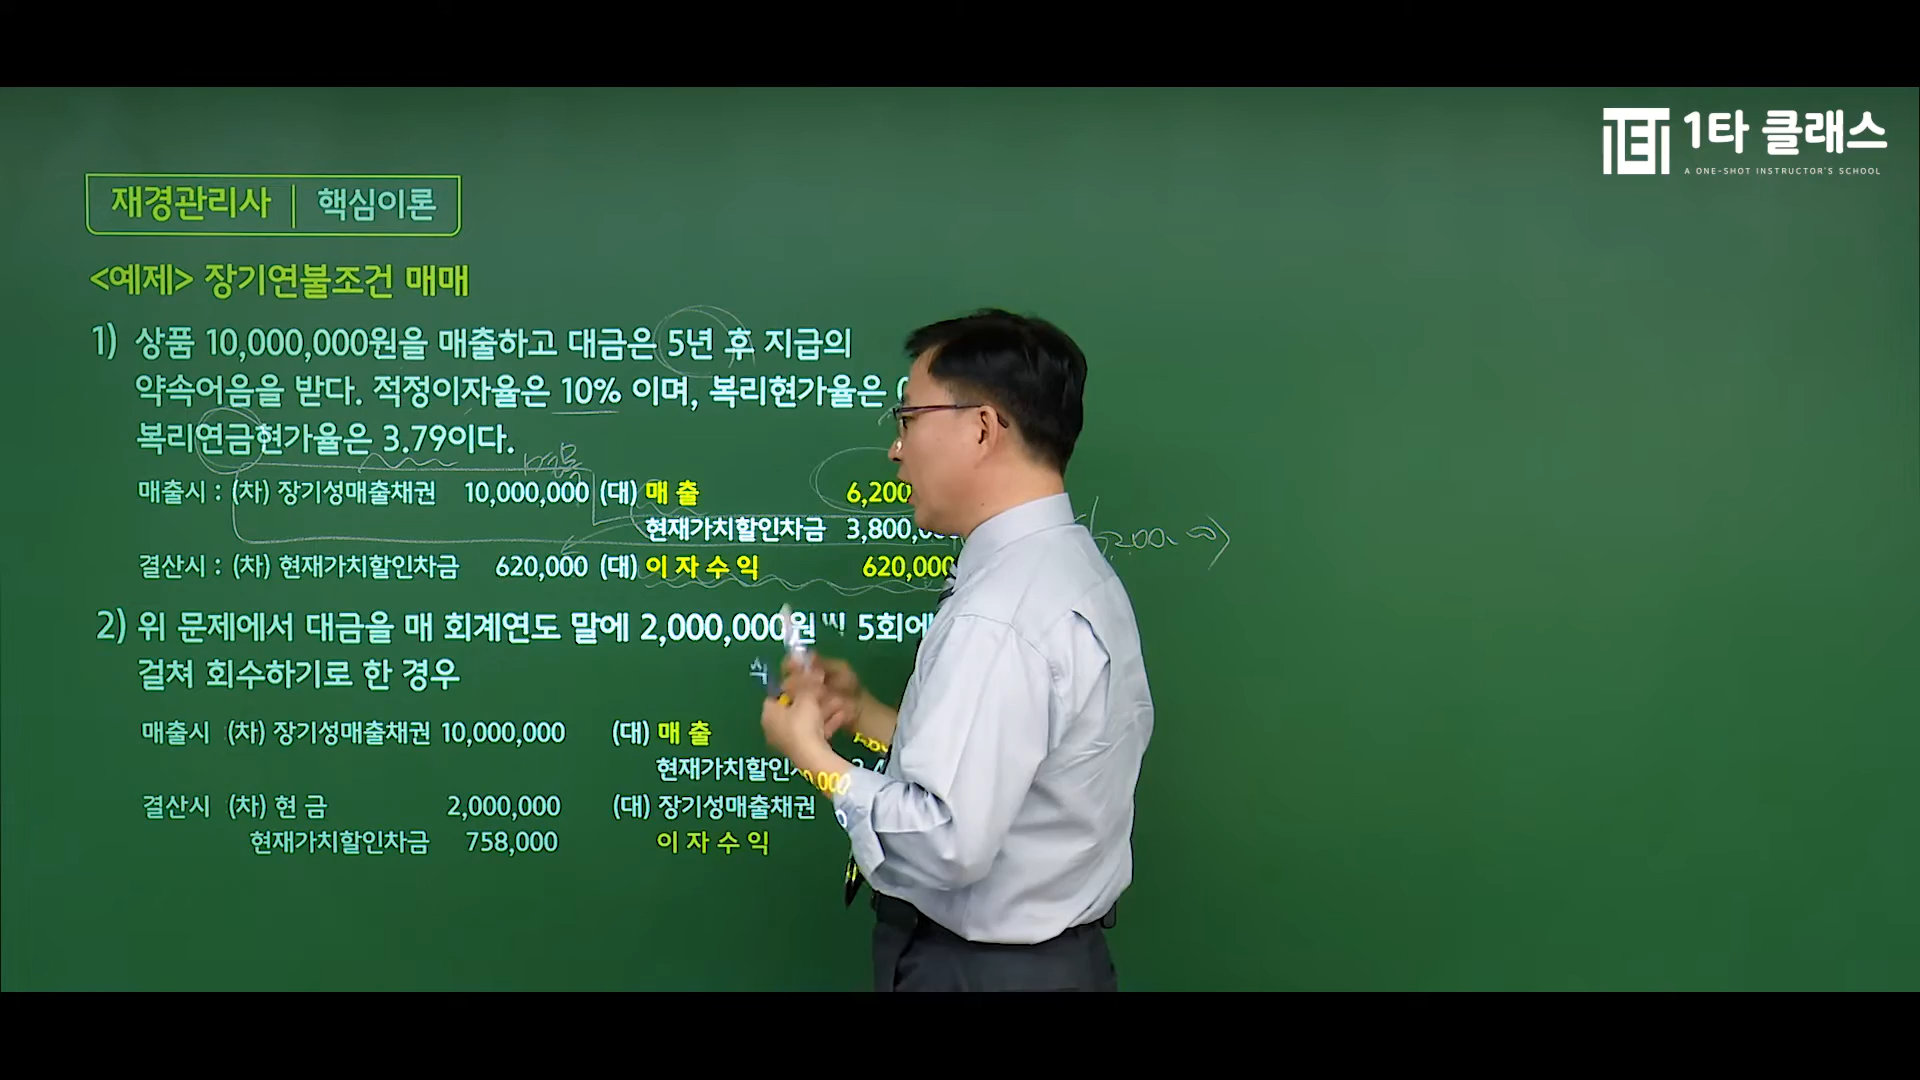 1타 클래스
A ONE-SHOT INSTRUCTOR'S SCHOOL
재경관리사 | 핵심이론
<예제> 장기연불조건 매매
1) 상품 10,000,000원을 매출하고 대금은 5년 후 지급의
약속어음을 받다. 적정이자율은 10% 이며, 복리현가율은
복리연금현가율은 3.79이다.
매출시 : (차) 장기성매출채권 10,000,000 (대) 매 출 6,200
현재가치할인차금 3,800,0
결산시 : (차) 현재가치할인차금 620,000 (대) 이 자 수 익 620,000
2) 위 문제에서 대금을 매 회계연도 말에 2,000,000원씩 5회에
걸쳐 회수하기로 한 경우
매출시 (차) 장기성매출채권 10,000,000 (대) 매 출
현재가치할인
결산시 (차) 현 금 2,000,000 (대) 장기성매출채권
현재가치할인차금 758,000 이 자 수 익